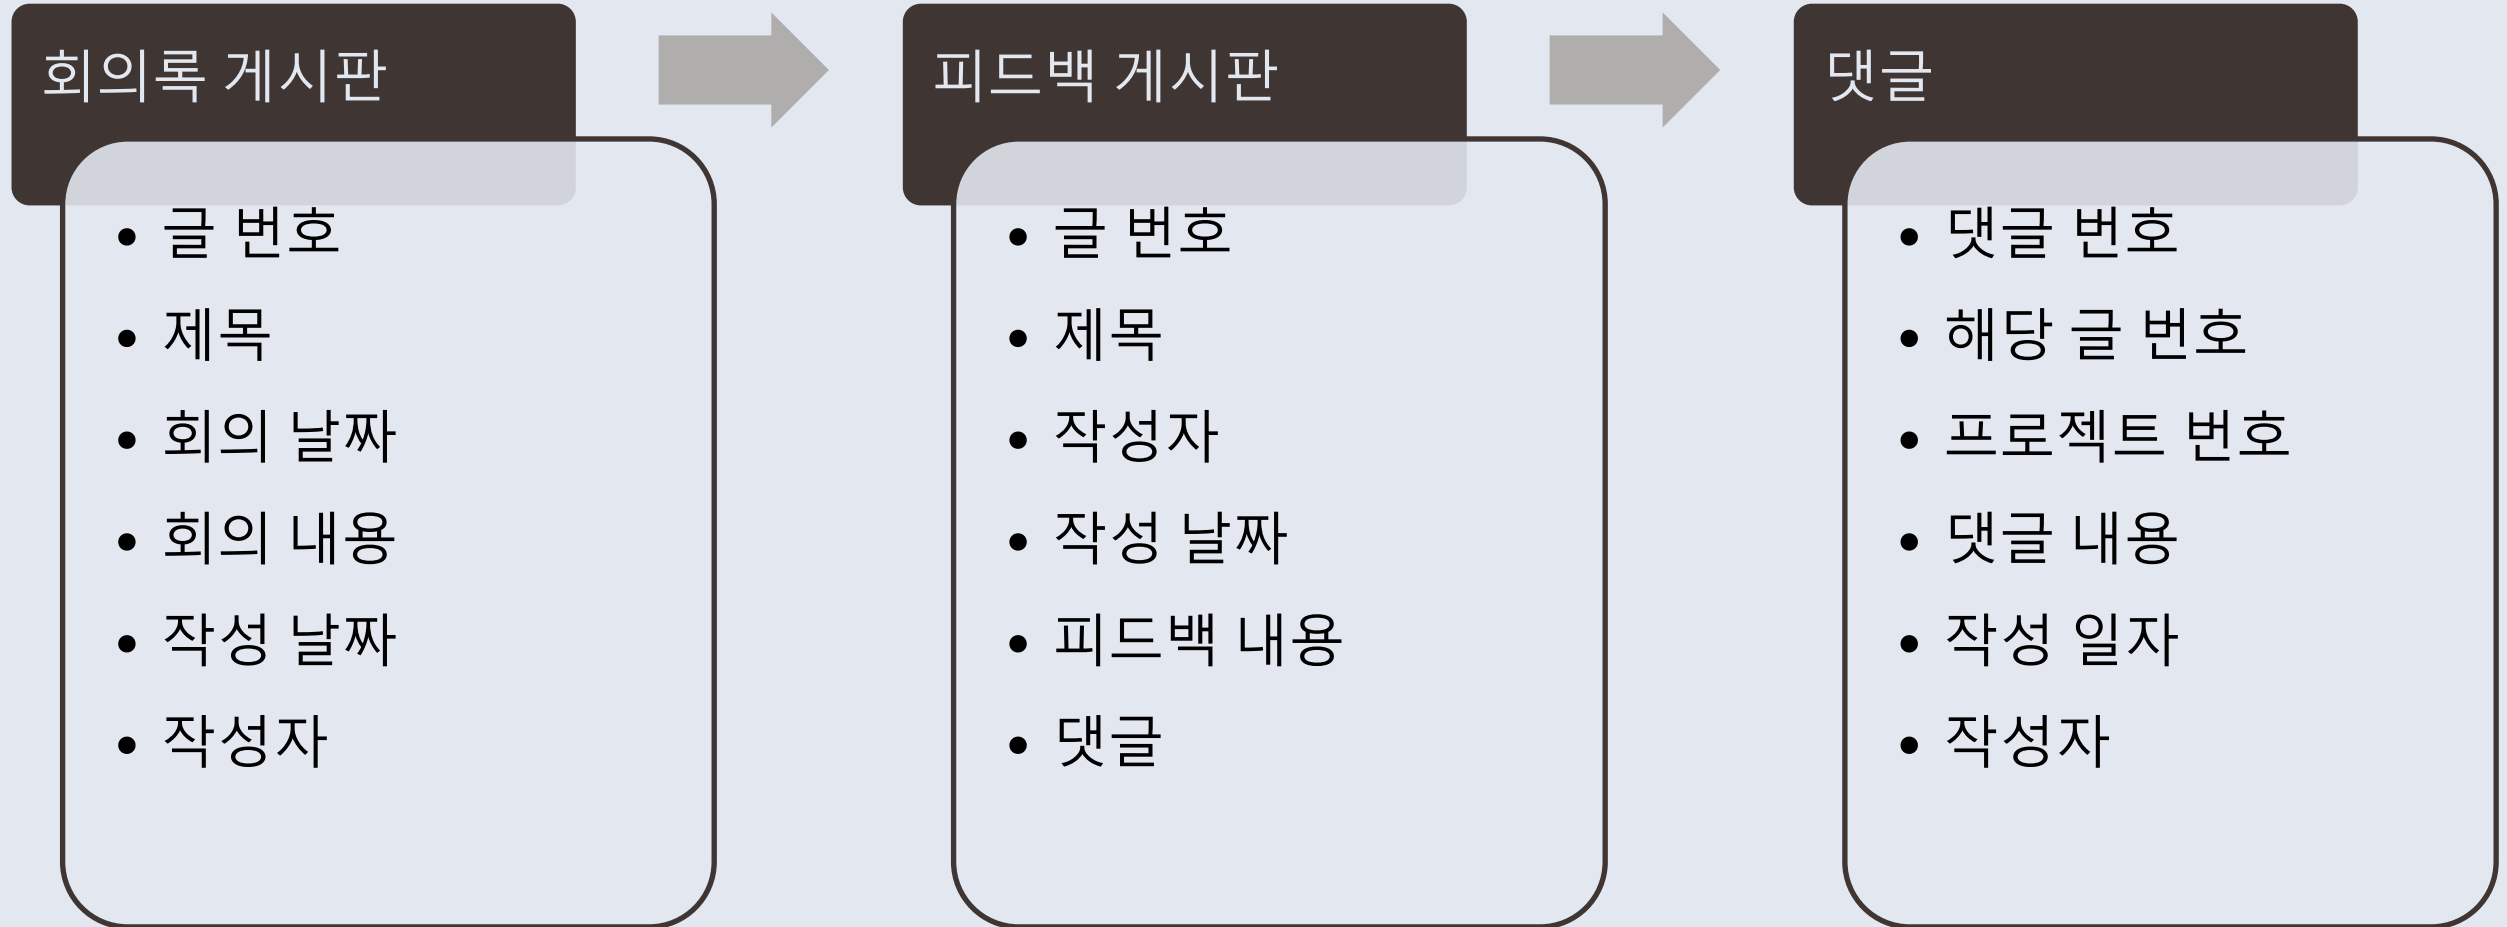 회의록 게시판
글 번호
제목
회의 날짜
회의 내용
작성 날짜
작성자
피드백 게시판
글 번호
제목
작성자
작성 날짜
피드백 내용
댓글
댓글
댓글 번호
해당 글 번호
프로젝트 번호
댓글 내용
작성 일자
작성자